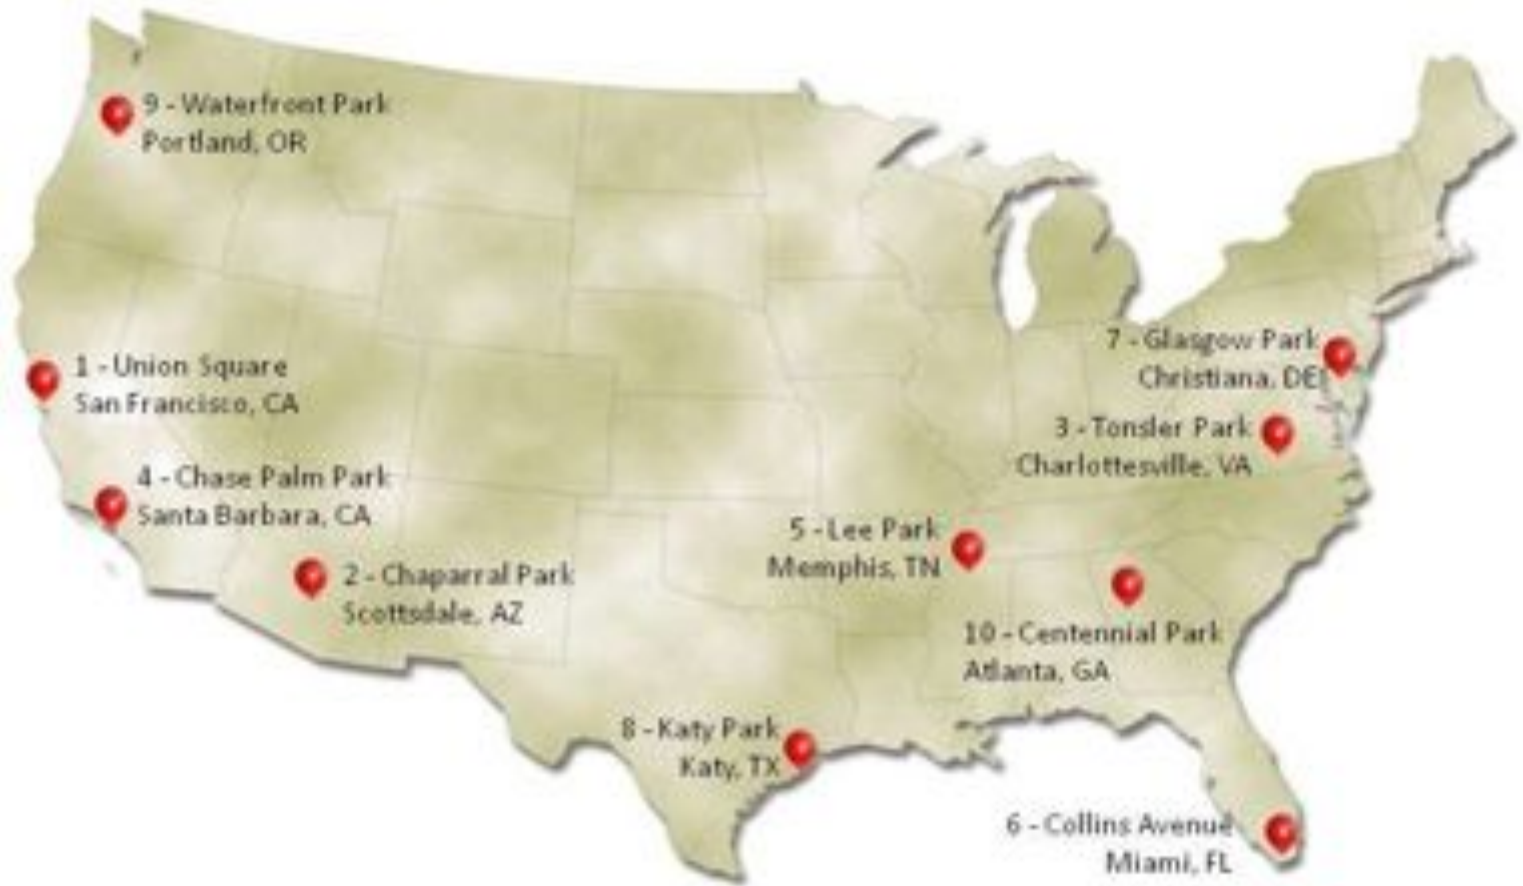 9 - Waterfront Park
Portland, OR
7 - Glasgow Park
Christiana, DE
1 - Union Square
San Francisco, CA
3 - Tonsler Park
Charlottesville, VA
4 - Chase Palm Park
Santa Barbara, CA
5 - Lee Park
Memphis, TN
2 - Chaparral Park
Scottsdale, AZ
10 - Centennial Park
Atlanta, GA
8 - Katy Park
Katy, TX
6 - Collins Avenue
Miami, FL